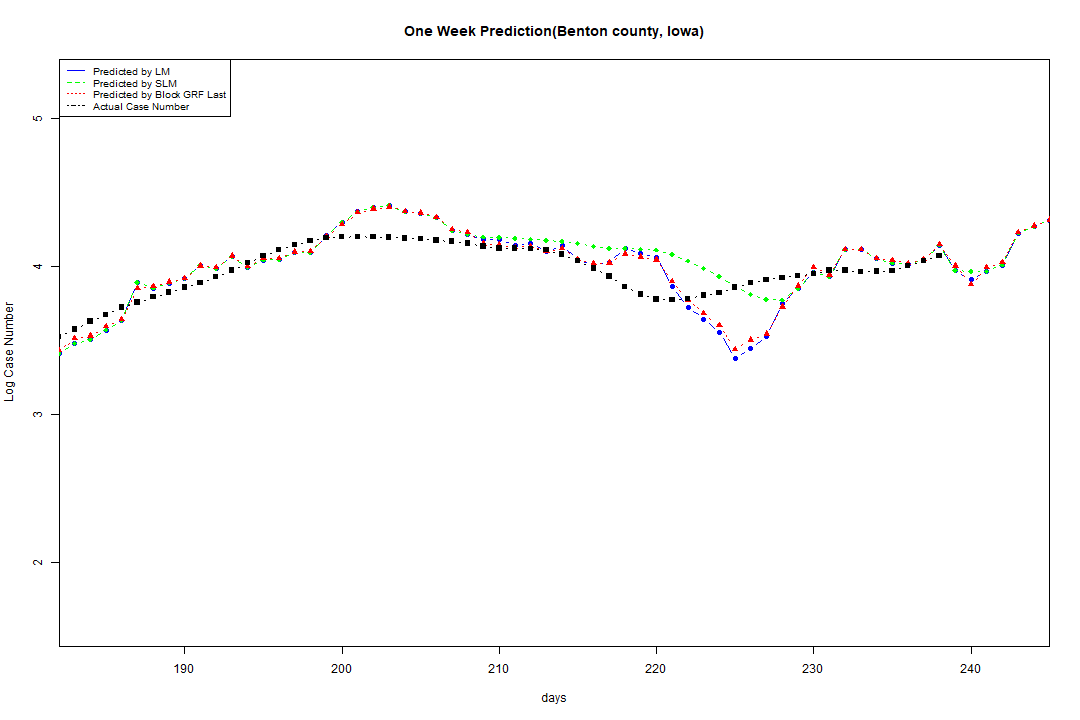 One Week Prediction(Benton county, Iowa)
Predicted by LM
Predicted by SLM
Predicted by Block GRF Last
Actual Case Number
5
4
3
2
Log Case Number
190 200 210 220 230 240
days